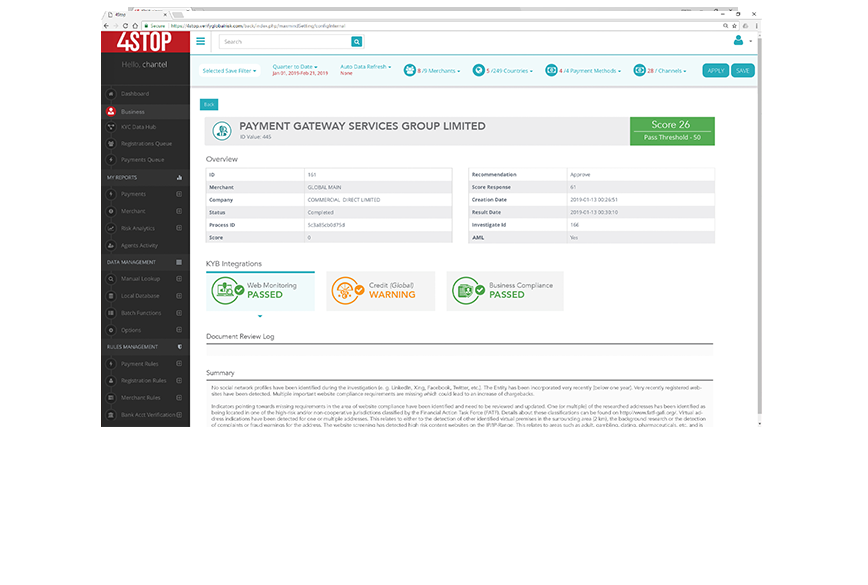 4Stop
Secure
https://4stop.verifyglobalrisk.com/back/index.php/mastmrdSetting/configInternal
4STOP
Search
Hello, chantel
Selected Save Filter
Quarter to Date
Jan 01, 2019-Feb 21, 2019
Auto Data Refresh
None
8 /9 Merchants
5 /249 Countries
4 /4 Payment Methods
28 / Channels
APPLY
SAVE
Dashboard
Business
KYC Data Hub
Registrations Queue
Payments Queue
MY REPORTS
Payments
Merchant
Risk Analytics
Agents Activity
DATA MANAGEMENT
Manual Lookup
Local Database
Batch Functions
Options
RULES MANAGEMENT
Payment Rules
Registration Rules
Merchant Rules
Bank Acct Verification
Back
PAYMENT GATEWAY SERVICES GROUP LIMITED
ID Value: 445
Score 26
Pass Threshold - 50
Overview
ID 151
Merchant GLOBAL MAIN
Company COMMERCIAL DIRECT LIMITED
Status Completed
Process ID 5c3a85cb0d75d
Score 0
Recommendation Approve
Score Response 61
Creation Date 2019-01-13 00:26:51
Result Date 2019-01-13 00:30:10
Investigate Id 166
AML Yes
KYB Integrations
Web Monitoring
PASSED
Credit (Global)
WARNING
Business Compliance
PASSED
Document Review Log
Summary
No social network profiles have been identified during the investigation (e. g. LinkedIn, Xing, Facebook, Twitter, etc.). The Entity has been incorporated very recently (below one year). Very recently registered web-
sites have been detected. Multiple important website compliance requirements are missing which could lead to an increase of chargebacks.
Indicators pointing towards missing requirements in the area of website compliance have been identified and need to be reviewed and updated. One (or multiple) of the researched addresses has been identified as
being located in one of the high-risk and/or non-cooperative jurisdictions classified by the Financial Action Task Force (FATF). Details about these classifications can be found on http://www.fatf-gafi.org/. Virtual ad-
dress indications have been detected for one or multiple addresses. This relates to either to the detection of other identified virtual premises in the surrounding area (2 km), the background research or the detection
of complaints or fraud warnings for the address. The website screening has detected high risk content websites on the IP/IP-Range. This relates to areas such as adult, gambling, dating, pharmaceuticals, etc. and is